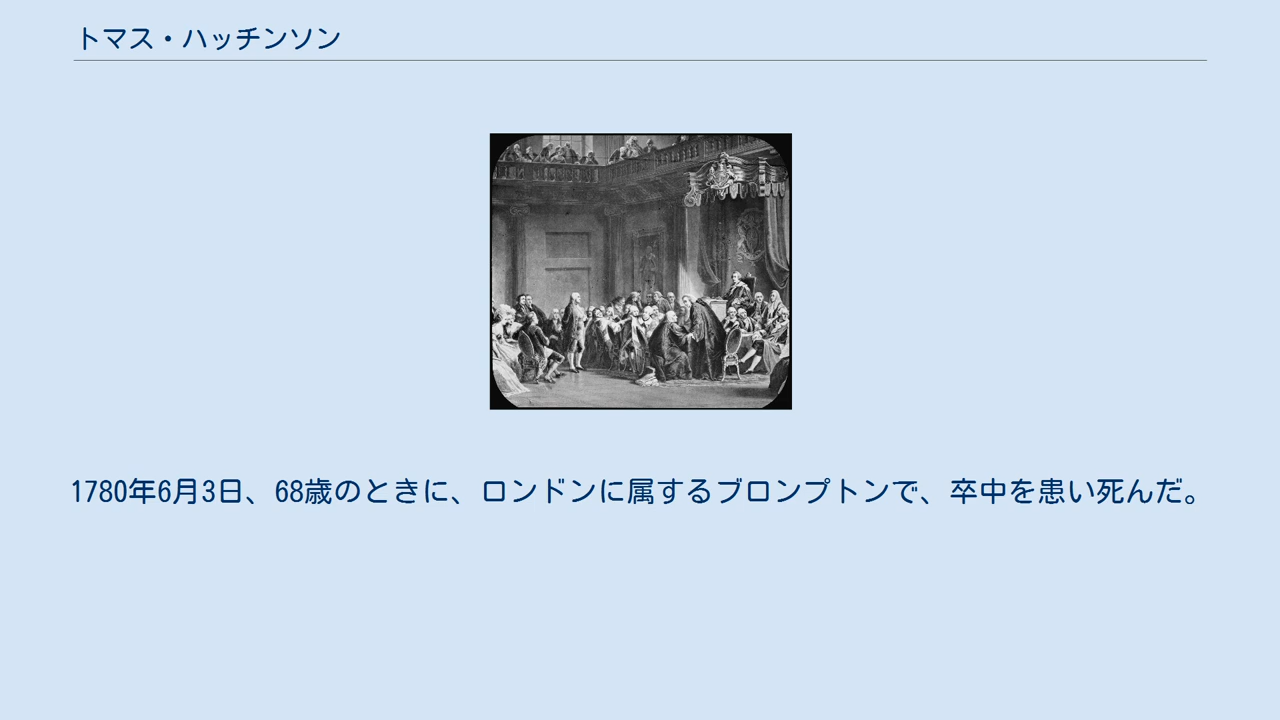 トマス・ハッチンソン
1780年6月3日、68歳のときに、ロンドンに属するブロンプトンで、卒中を患い死んだ。